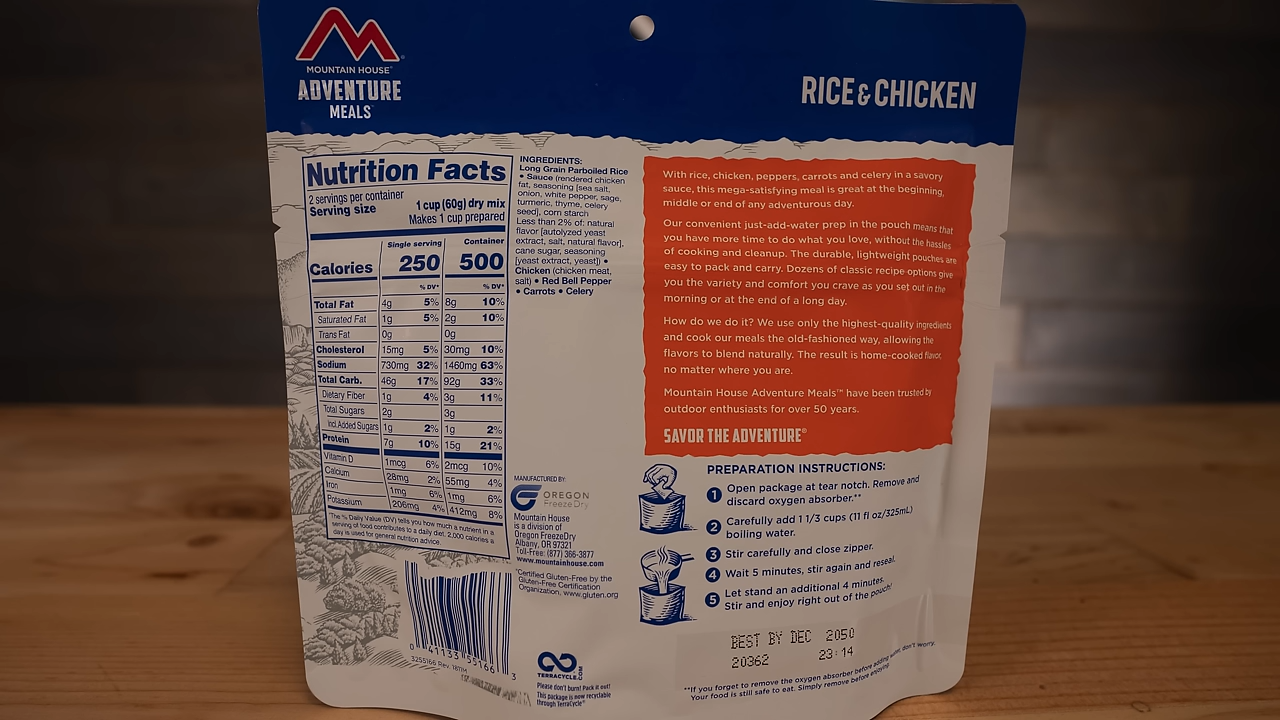 MOUNTAIN HOUSE®
ADVENTURE
MEALS™
RICE & CHICKEN
Nutrition Facts
2 servings per container
Serving size 1 cup (60g) dry mix
Makes 1 cup prepared
Single serving Container
Calories 250 500
% DV* % DV*
Total Fat 4g 5% 8g 10%
Saturated Fat 1g 5% 2g 10%
Trans Fat 0g 0g
Cholesterol 15mg 5% 30mg 10%
Sodium 730mg 32% 1460mg 63%
Total Carb. 46g 17% 92g 33%
Dietary Fiber 1g 4% 3g 11%
Total Sugars 2g 3g
Incl. Added Sugars 1g 2% 1g 2%
Protein 7g 10% 15g 21%
Vitamin D 1mcg 6% 2mcg 10%
Calcium 28mg 2% 55mg 4%
Iron 1mg 6% 1mg 6%
Potassium 206mg 4% 412mg 8%
*The % Daily Value (DV) tells you how much a nutrient in a
serving of food contributes to a daily diet. 2,000 calories a
day is used for general nutrition advice.
0 41133 55166 3
3255166 Rev. 1811H
INGREDIENTS:
Long Grain Parboiled Rice
• Sauce (rendered chicken
fat, seasoning [sea salt,
onion, white pepper, sage,
turmeric, thyme, celery
seed], corn starch
Less than 2% of: natural
flavor [autolyzed yeast
extract, salt, natural flavor],
cane sugar, seasoning
[yeast extract, yeast]) •
Chicken (chicken meat,
salt) • Red Bell Pepper
• Carrots • Celery
MANUFACTURED BY:
OREGON
FreezeDry
Mountain House
is a division of
Oregon FreezeDry
Albany, OR 97321
Toll-Free: (877) 366-3877
www.mountainhouse.com
*Certified Gluten-Free by the
Gluten-Free Certification
Organization. www.gluten.org
TERRACYCLE.COM
Please don't burn! Pack it out!
This package is now recyclable
through TerraCycle®
With rice, chicken, peppers, carrots and celery in a savory
sauce, this mega-satisfying meal is great at the beginning,
middle or end of any adventurous day.
Our convenient just-add-water prep in the pouch means that
you have more time to do what you love, without the hassles
of cooking and cleanup. The durable, lightweight pouches are
easy to pack and carry. Dozens of classic recipe options give
you the variety and comfort you crave as you set out in the
morning or at the end of a long day.
How do we do it? We use only the highest-quality ingredients
and cook our meals the old-fashioned way, allowing the
flavors to blend naturally. The result is home-cooked flavor,
no matter where you are.
Mountain House Adventure Meals™ have been trusted by
outdoor enthusiasts for over 50 years.
SAVOR THE ADVENTURE®
PREPARATION INSTRUCTIONS:
1 Open package at tear notch. Remove and
discard oxygen absorber.**
2 Carefully add 1 1/3 cups (11 fl oz/325mL)
boiling water.
3 Stir carefully and close zipper.
4 Wait 5 minutes, stir again and reseal.
5 Let stand an additional 4 minutes.
Stir and enjoy right out of the pouch!
BEST BY DEC 2050
20362 23:14
**If you forget to remove the oxygen absorber before adding water, don't worry.
Your food is still safe to eat. Simply remove before enjoying.